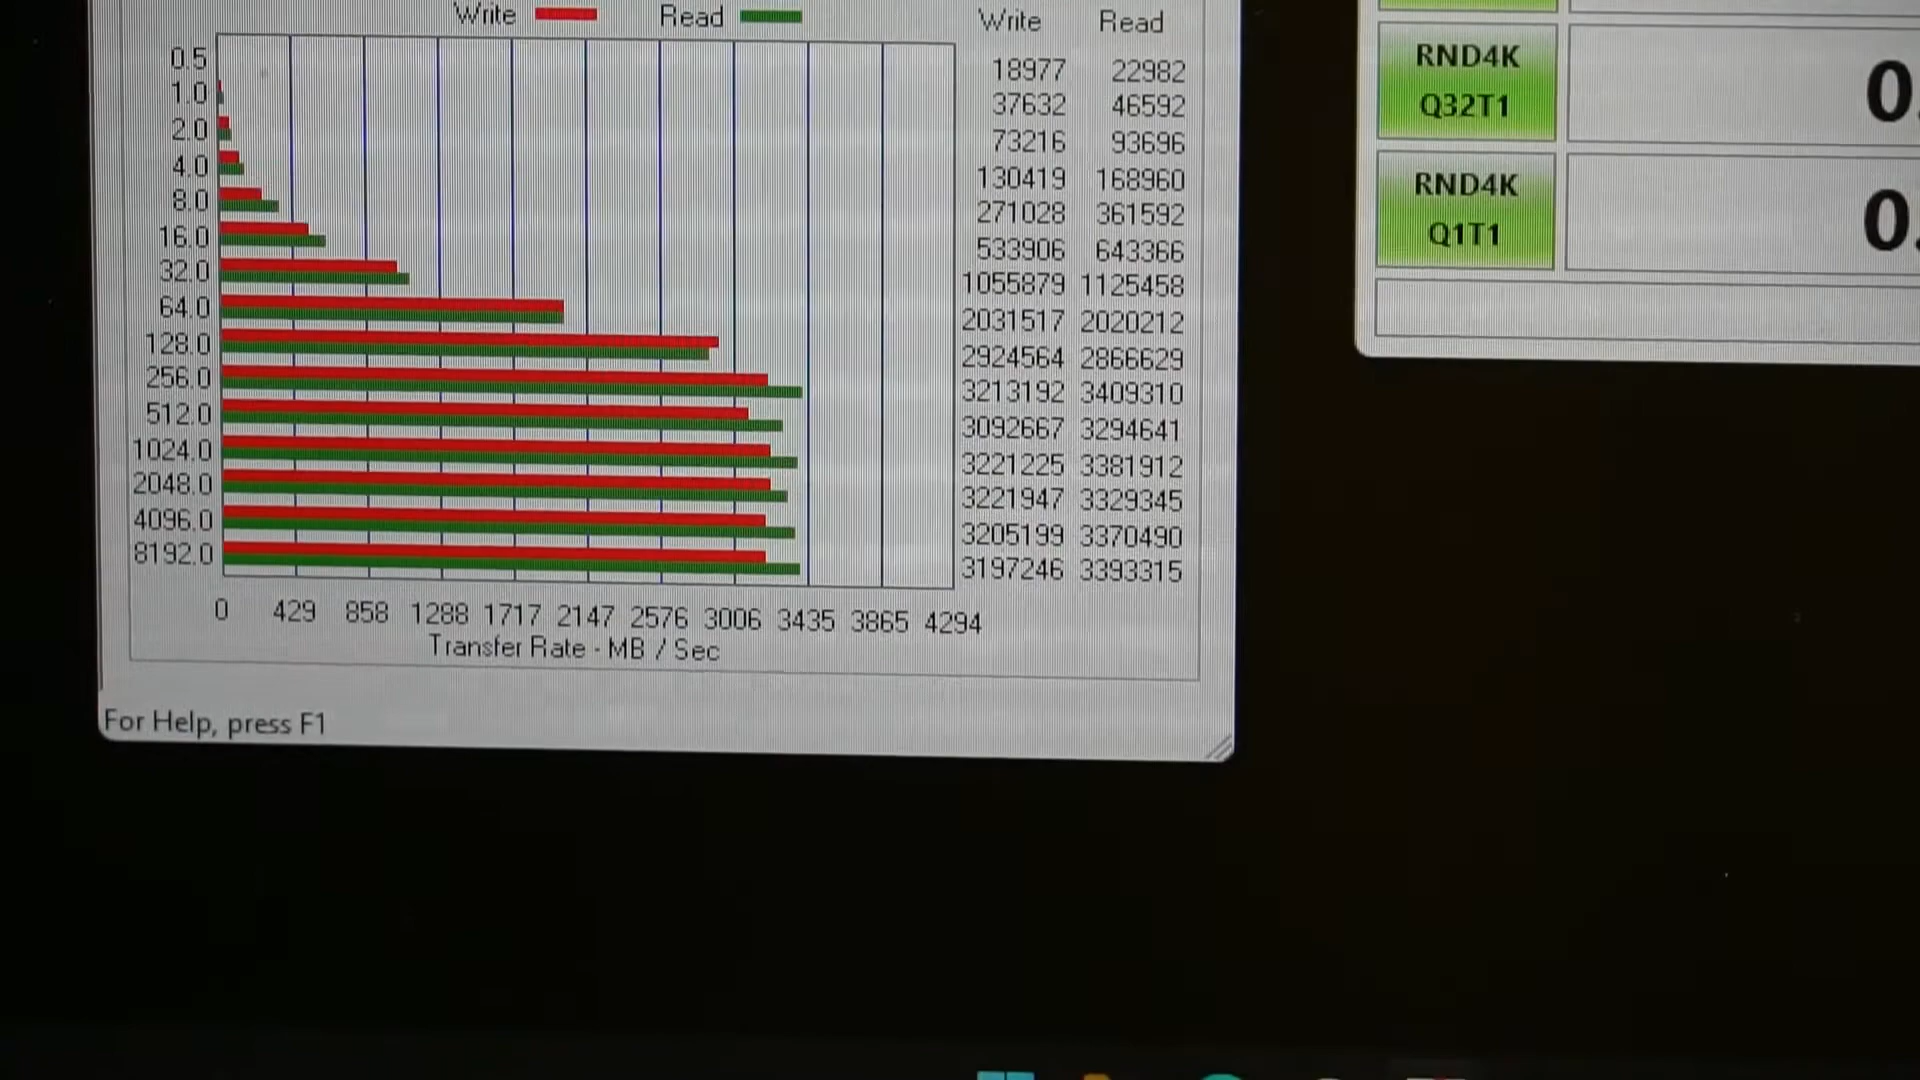 Write Read Write Read
0.5 18977 22982
1.0 37632 46592
2.0 73216 93696
4.0 130419 168960
8.0 271028 361592
16.0 533906 643366
32.0 1055879 1125458
64.0 2031517 2020212
128.0 2924564 2866629
256.0 3213192 3409310
512.0 3092667 3294641
1024.0 3221225 3381912
2048.0 3221947 3329345
4096.0 3205199 3370490
8192.0 3197246 3393315
0 429 858 1288 1717 2147 2576 3006 3435 3865 4294
Transfer Rate - MB / Sec
For Help, press F1
RND4K
Q32T1
0.
RND4K
Q1T1
0.